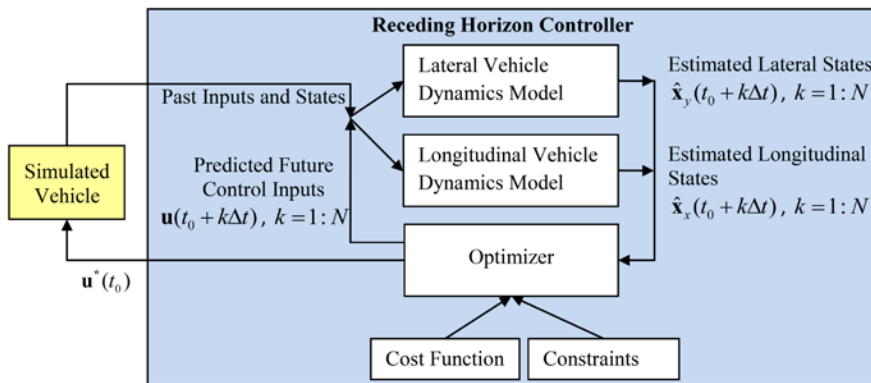 Receding Horizon Controller
Lateral Vehicle
Dynamics Model
Estimated Lateral States
x̂_y(t₀ + kΔt), k = 1: N
Past Inputs and States
Simulated
Vehicle
Predicted Future
Control Inputs
u(t₀ + kΔt), k = 1: N
Longitudinal Vehicle
Dynamics Model
Estimated Longitudinal
States
x̂_x(t₀ + kΔt), k = 1: N
Optimizer
u*(t₀)
Cost Function
Constraints